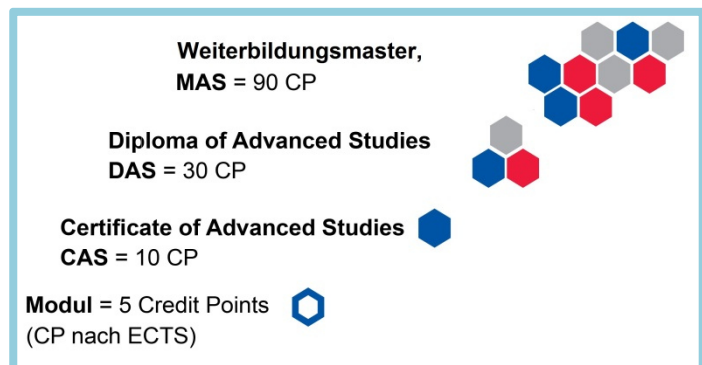 Weiterbildungsmaster,
MAS = 90 CP
Diploma of Advanced Studies
DAS = 30 CP
Certificate of Advanced Studies
CAS = 10 CP
Modul = 5 Credit Points
(CP nach ECTS)